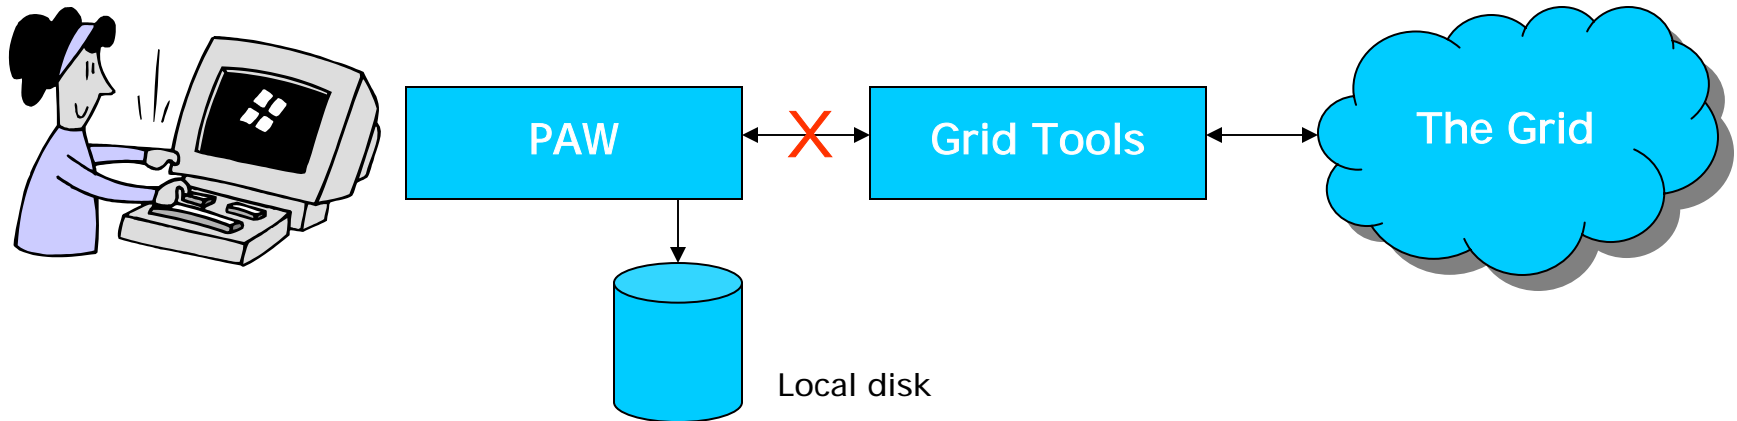 PAW
X
Grid Tools
The Grid
Local disk